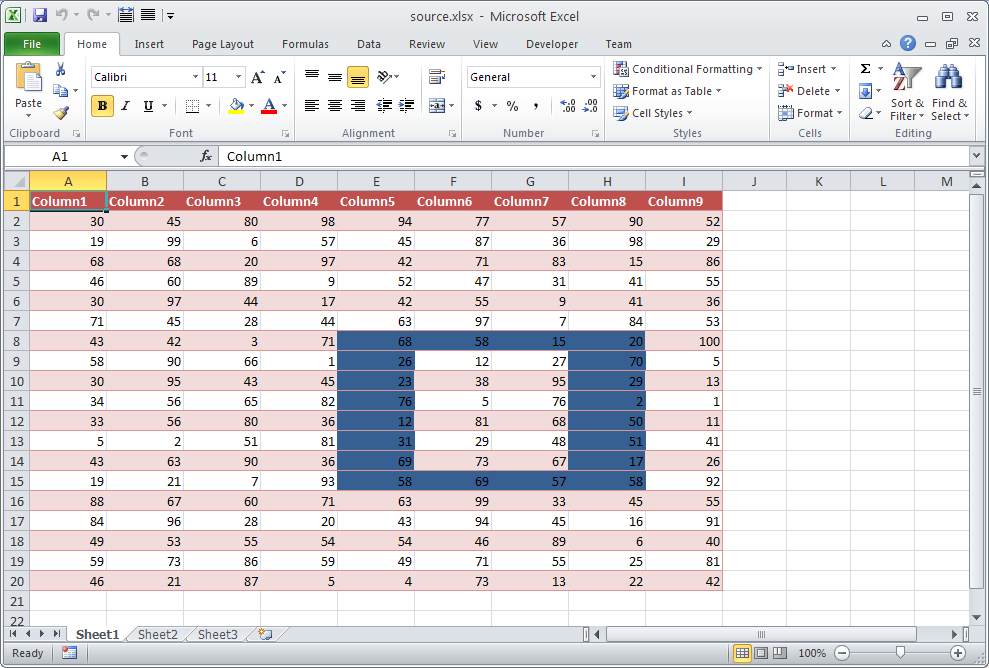 source.xlsx - Microsoft Excel
File Home Insert Page Layout Formulas Data Review View Developer Team
Calibri 11 General Conditional Formatting Insert Σ
Paste Format as Table Delete Sort & Find &
B I U A $ % , Cell Styles Format Filter Select
Clipboard Font Alignment Number Styles Cells Editing
A1 fx Column1
A B C D E F G H I J K L M
1 Column1 Column2 Column3 Column4 Column5 Column6 Column7 Column8 Column9
2 30 45 80 98 94 77 57 90 52
3 19 99 6 57 45 87 36 98 29
4 68 68 20 97 42 71 83 15 86
5 46 60 89 9 52 47 31 41 55
6 30 97 44 17 42 55 9 41 36
7 71 45 28 44 63 97 7 84 53
8 43 42 3 71 68 58 15 20 100
9 58 90 66 1 26 12 27 70 5
10 30 95 43 45 23 38 95 29 13
11 34 56 65 82 76 5 76 2 1
12 33 56 80 36 12 81 68 50 11
13 5 2 51 81 31 29 48 51 41
14 43 63 90 36 69 73 67 17 26
15 19 21 7 93 58 69 57 58 92
16 88 67 60 71 63 99 33 45 55
17 84 96 28 20 43 94 45 16 91
18 49 53 55 54 54 46 89 6 40
19 59 73 86 59 49 71 55 25 81
20 46 21 87 5 4 73 13 22 42
21
22
Sheet1 Sheet2 Sheet3
Ready 100%